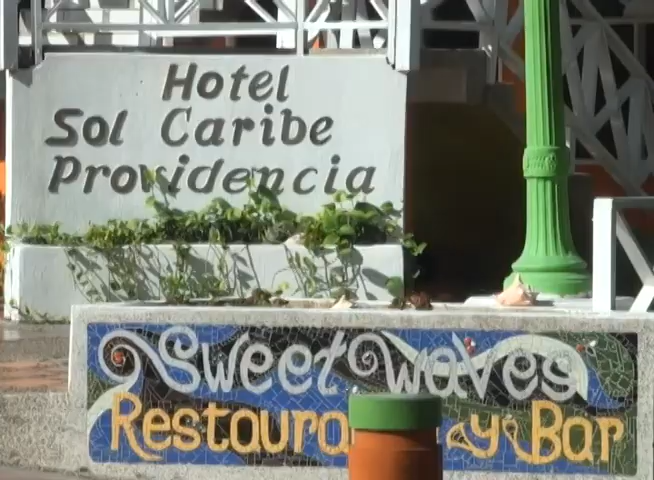 Hotel
Sol Caribe
Providencia
Sweet Waves
Restaura y Bar